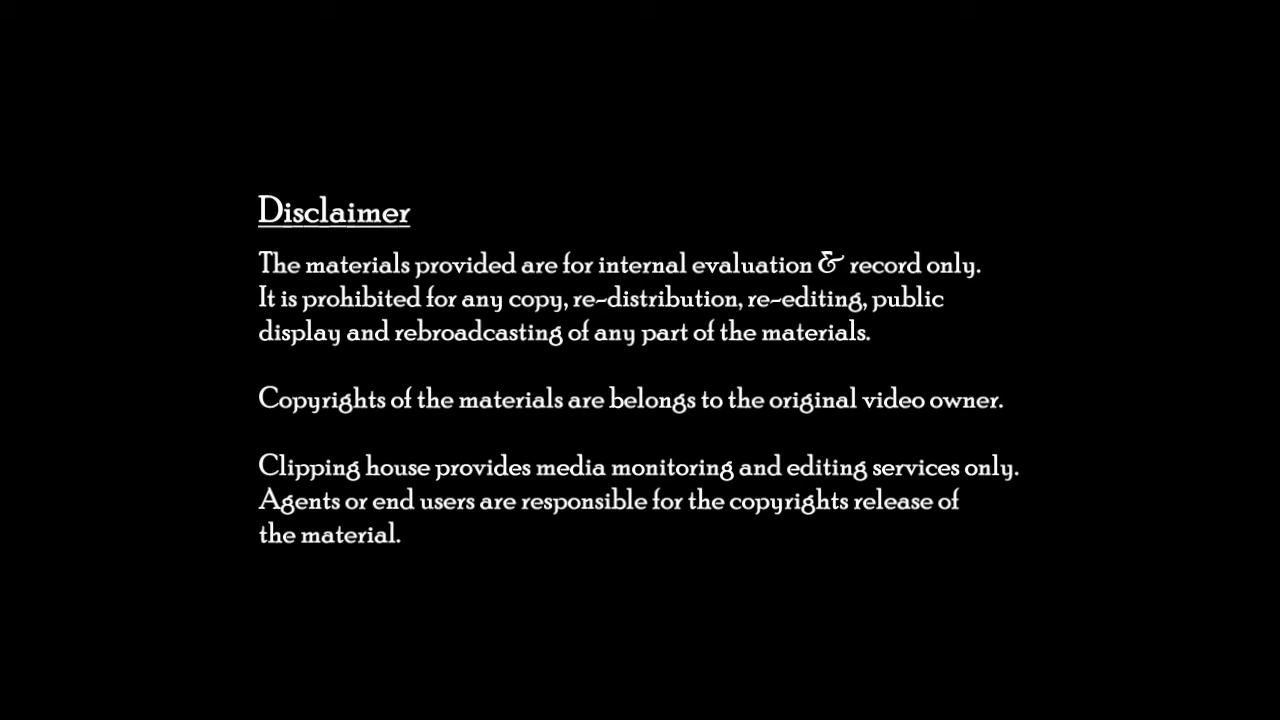 Disclaimer
The materials provided are for internal evaluation & record only.
It is prohibited for any copy, re-distribution, re-editing, public
display and rebroadcasting of any part of the materials.
Copyrights of the materials are belongs to the original video owner.
Clipping house provides media monitoring and editing services only.
Agents or end users are responsible for the copyrights release of
the material.